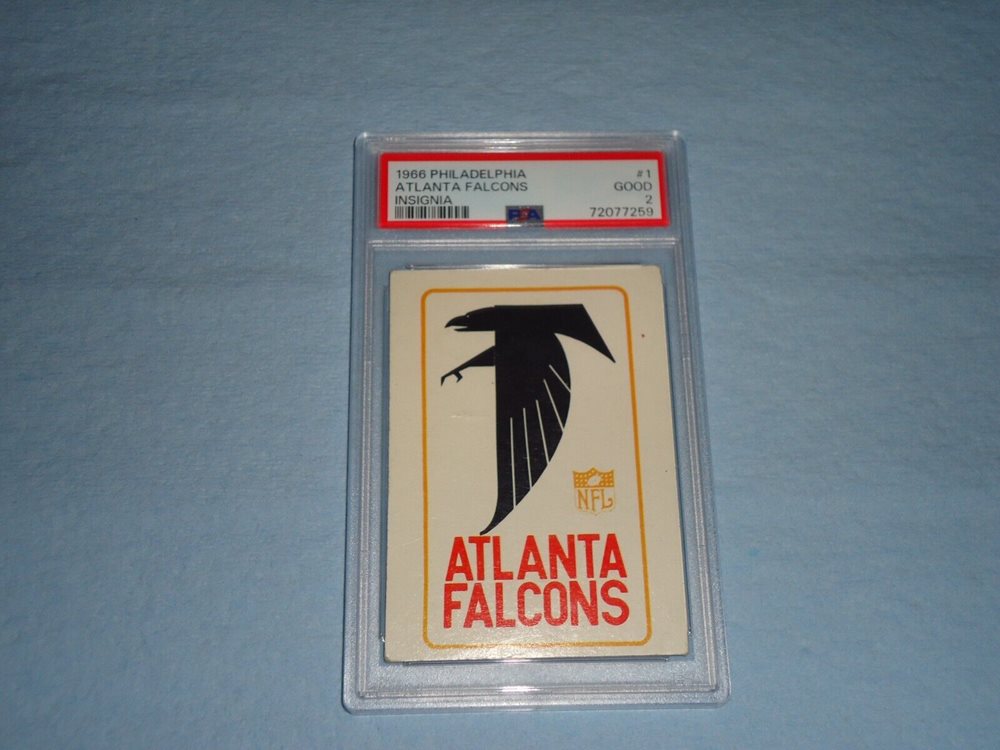 1966 PHILADELPHIA #1
ATLANTA FALCONS GOOD
INSIGNIA 2
PSA 72077259
NFL
ATLANTA
FALCONS